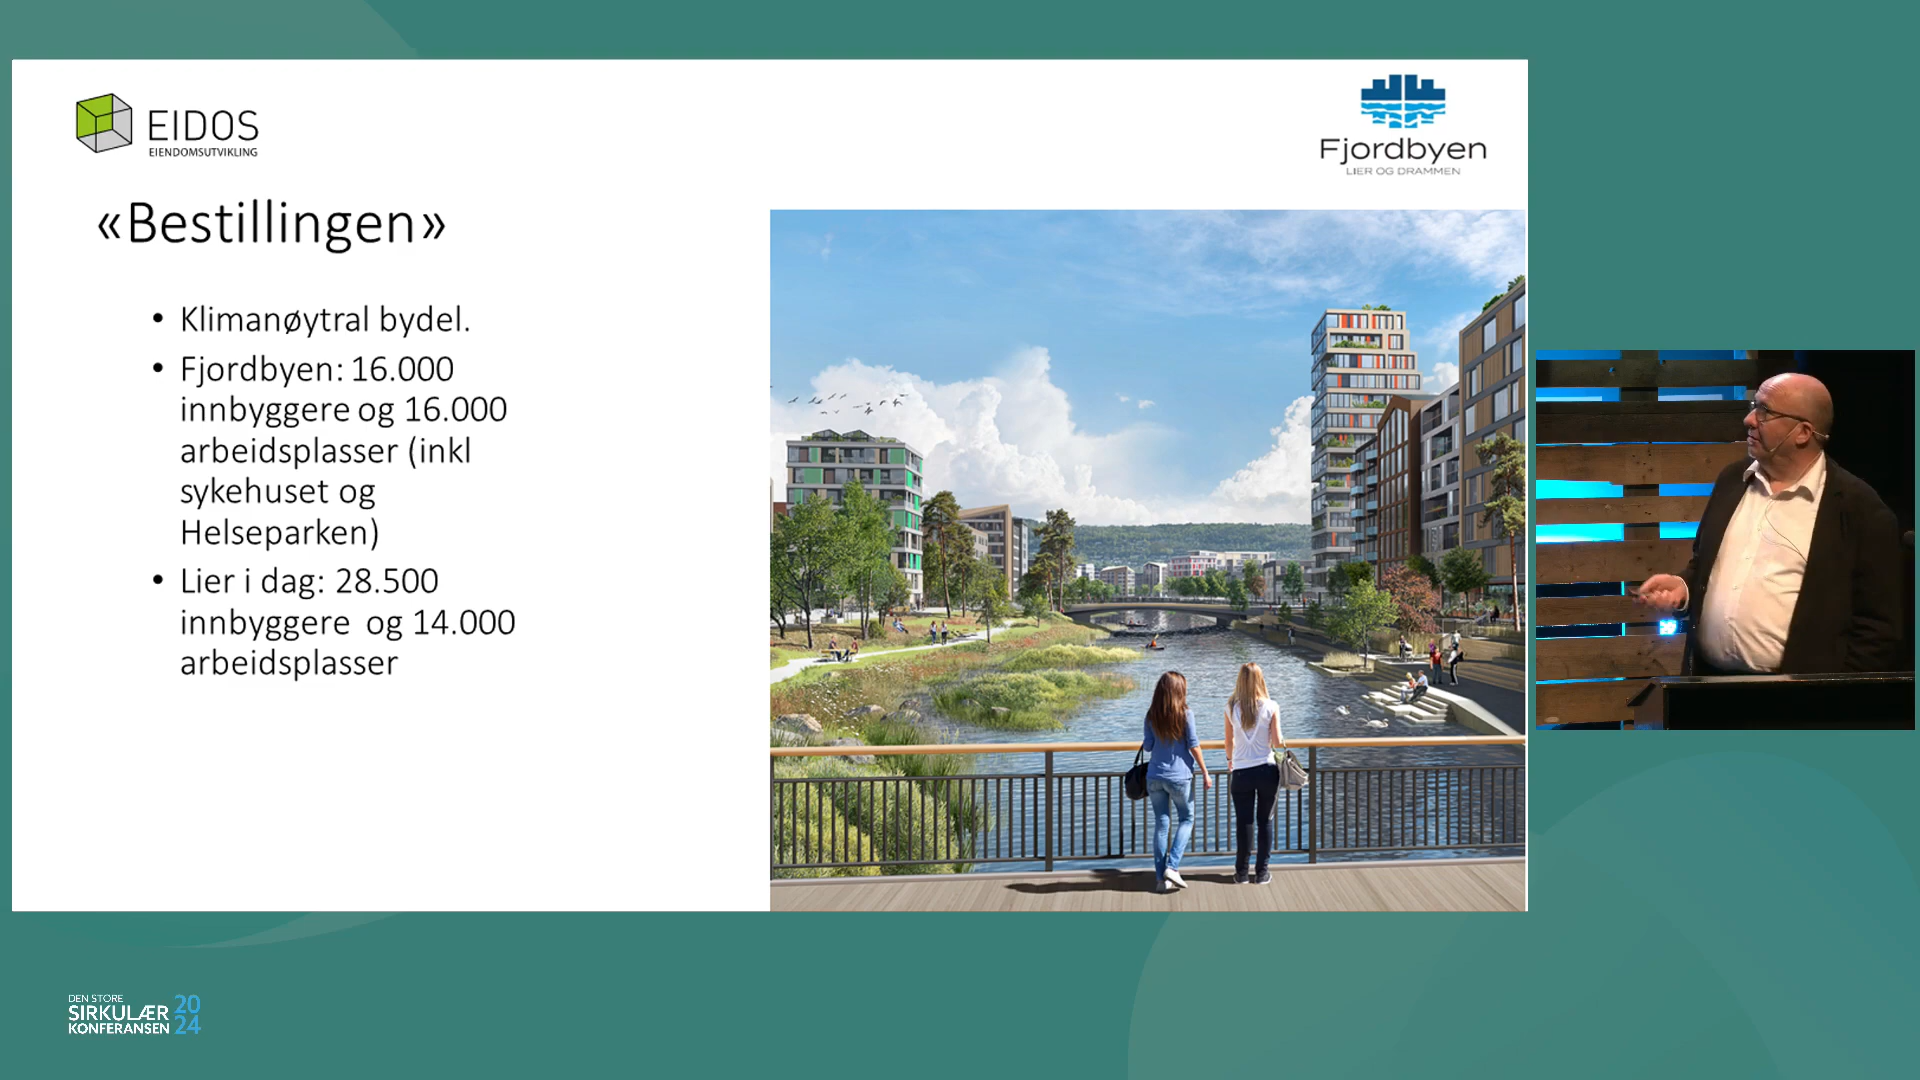 EIDOS
EIENDOMSUTVIKLING
Fjordbyen
LIER OG DRAMMEN
«Bestillingen»
• Klimanøytral bydel.
• Fjordbyen: 16.000
innbyggere og 16.000
arbeidsplasser (inkl
sykehuset og
Helseparken)
• Lier i dag: 28.500
innbyggere og 14.000
arbeidsplasser
DEN STORE
SIRKULÆR
KONFERANSEN
20
24